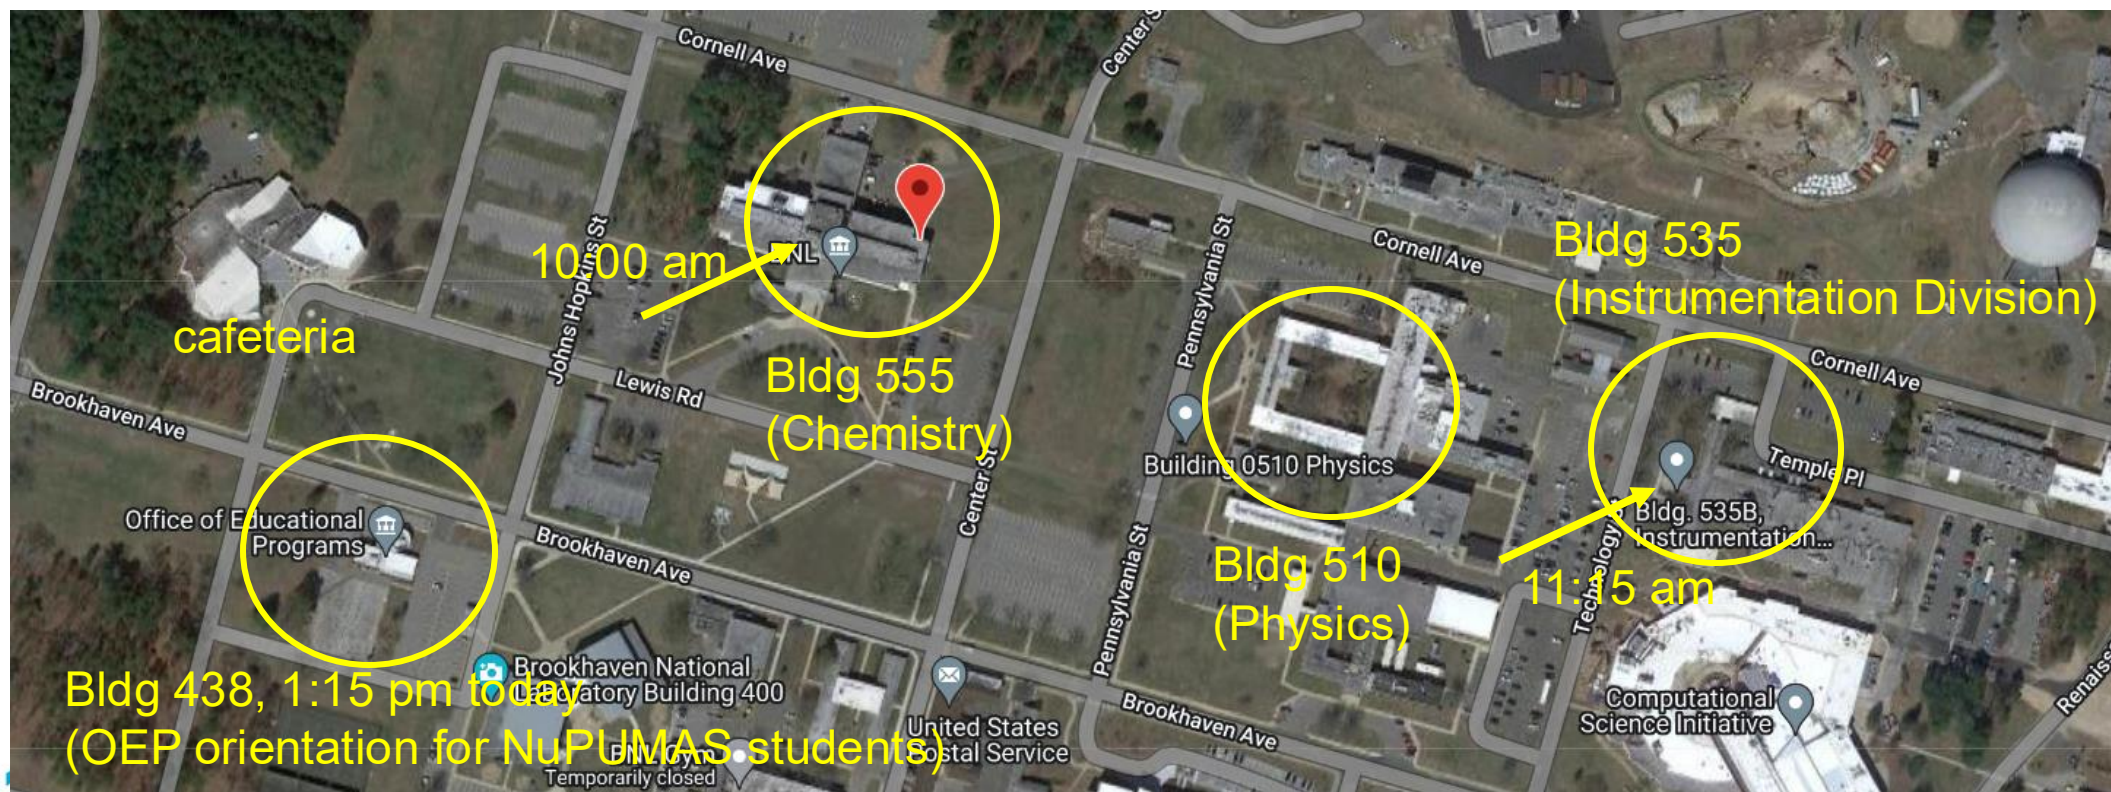 Cornell Ave
Center S
10:00 am
BNL
Johns Hopkins St
Pennsylvania St
Cornell Ave
Bldg 535
(Instrumentation Division)
cafeteria
Bldg 555
(Chemistry)
Lewis Rd
Brookhaven Ave
Cornell Ave
Building 0510 Physics
Temple Pl
Office of Educational
Programs
Center St
Bldg. 535B,
Instrumentation...
Brookhaven Ave
Pennsylvania St
Bldg 510
(Physics)
11:15 am
Technology St
Bldg 438, 1:15 pm today
(OEP orientation for NuPUMAS students)
Brookhaven National
Laboratory Building 400
United States
Postal Service
Brookhaven Ave
Computational
Science Initiative
Renaiss
BNL Gym
Temporarily closed